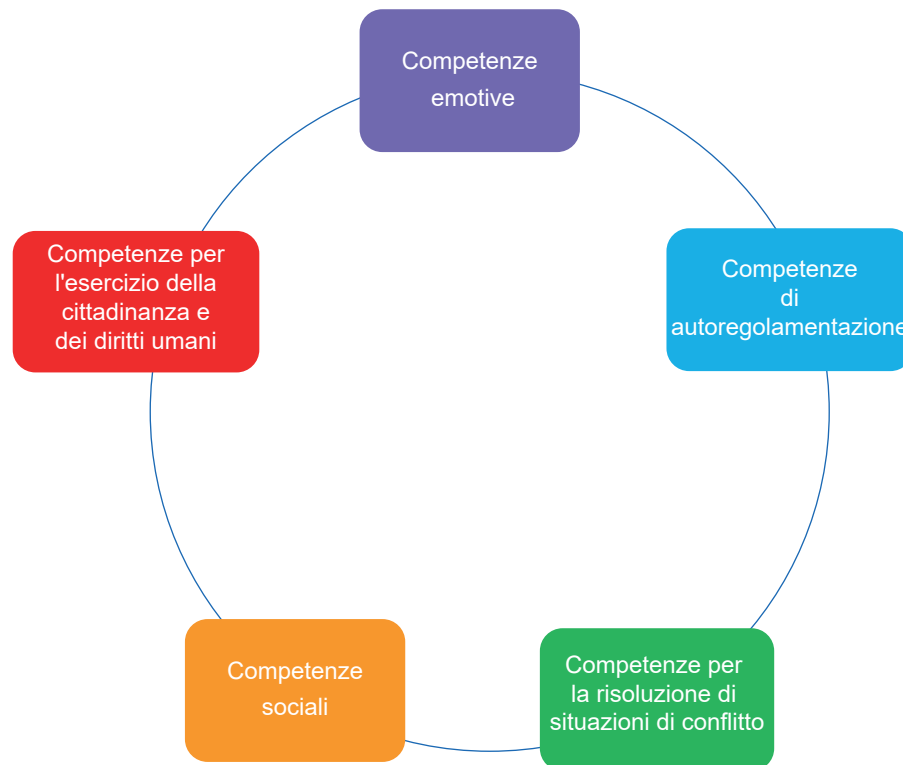 Competenze
emotive
Competenze
di
autoregolamentazione
Competenze per
la risoluzione di
situazioni di conflitto
Competenze
sociali
Competenze per
l'esercizio della
cittadinanza e
dei diritti umani